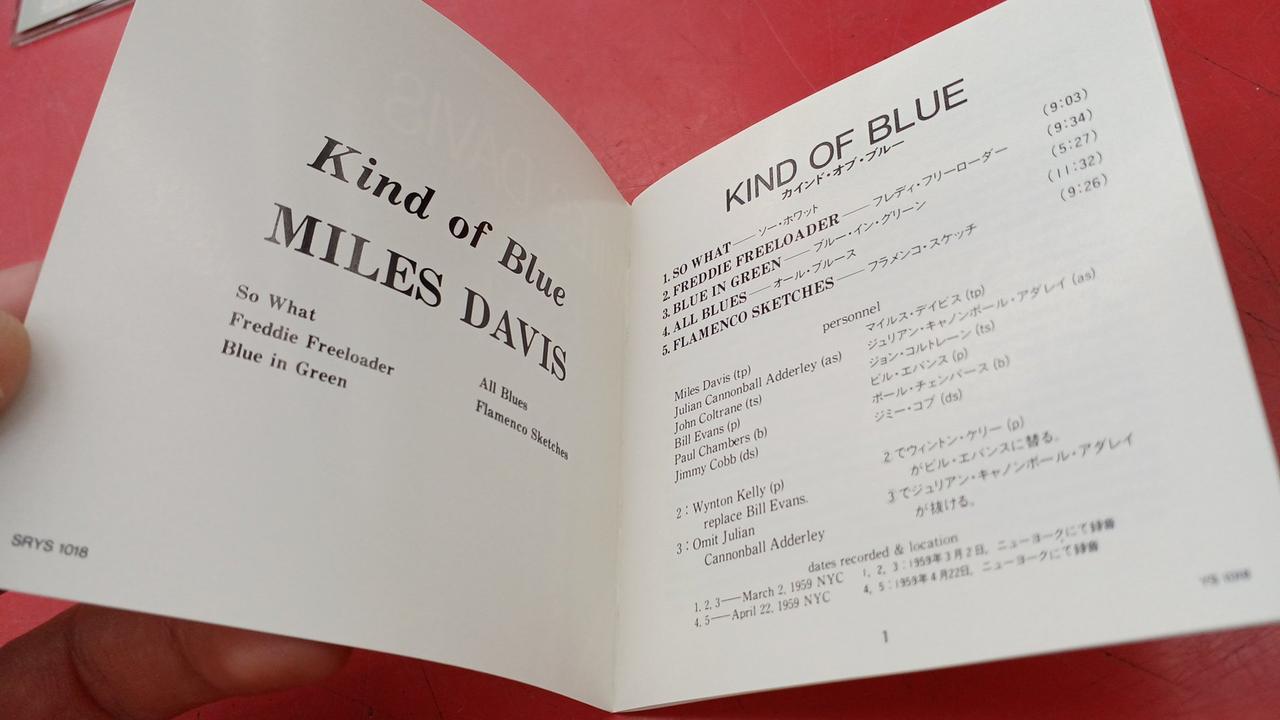 Kind of Blue
MILES DAVIS
So What
Freddie Freeloader
Blue in Green
All Blues
Flamenco Sketches
SRYS 1018
KIND OF BLUE
カインド・オブ・ブルー
1. SO WHAT——ソー・ホワット (9:03)
2. FREDDIE FREELOADER——フレディ・フリーローダー (9:34)
3. BLUE IN GREEN——ブルー・イン・グリーン (5:27)
4. ALL BLUES——オール・ブルース (11:32)
5. FLAMENCO SKETCHES——フラメンコ・スケッチ (9:26)
personnel
Miles Davis (tp) マイルス・デイビス (tp)
Julian Cannonball Adderley (as) ジュリアン・キャノンボール・アダレイ (as)
John Coltrane (ts) ジョン・コルトレーン (ts)
Bill Evans (p) ビル・エバンス (p)
Paul Chambers (b) ポール・チェンバース (b)
Jimmy Cobb (ds) ジミー・コブ (ds)
2 : Wynton Kelly (p) 2でウィントン・ケリー (p)
replace Bill Evans. がビル・エバンスに替る。
3 : Omit Julian 3でジュリアン・キャノンボール・アダレイ
Cannonball Adderley が抜ける。
dates recorded & location
1, 2, 3——March 2, 1959 NYC 1, 2, 3 : 1959年3月2日, ニューヨークにて録音
4, 5——April 22, 1959 NYC 4, 5 : 1959年4月22日, ニューヨークにて録音
1